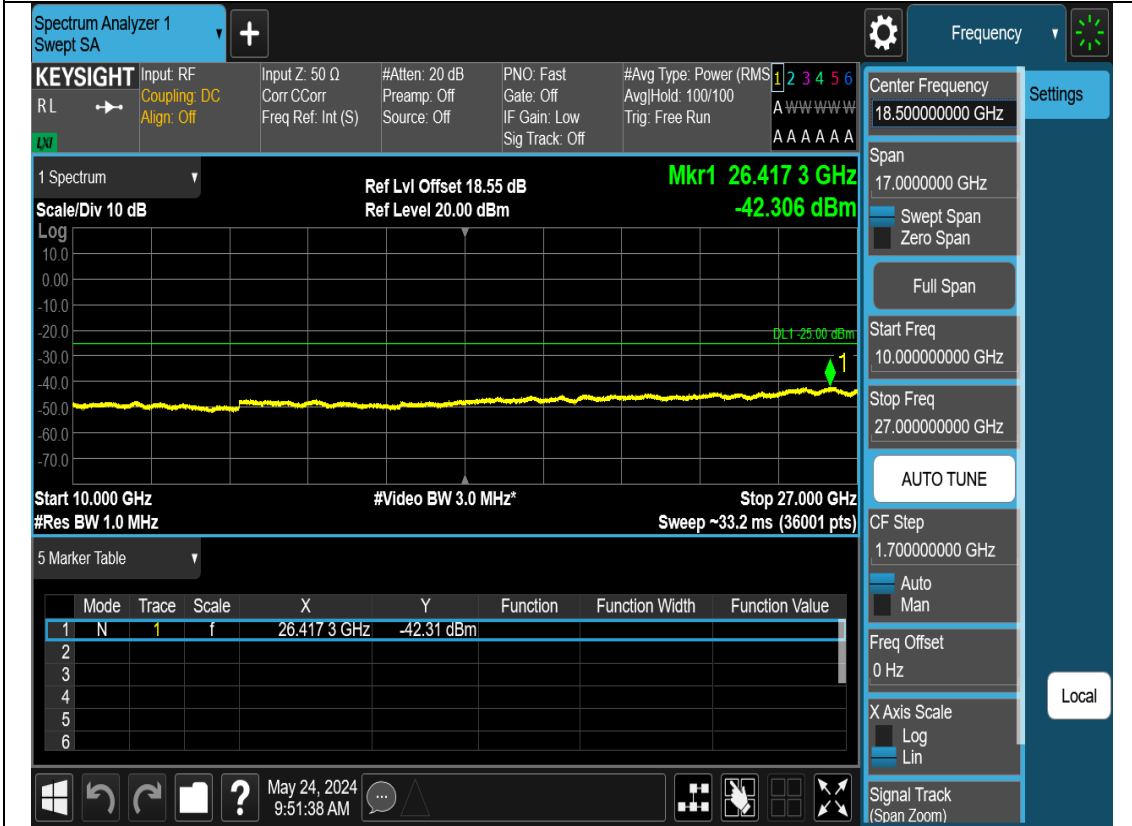 Spectrum Analyzer 1
Swept SA
Frequency
KEYSIGHT
RL
LXI
Input: RF
Coupling: DC
Align: Off
Input Z: 50 Ω
Corr CCorr
Freq Ref: Int (S)
#Atten: 20 dB
Preamp: Off
Source: Off
PNO: Fast
Gate: Off
IF Gain: Low
Sig Track: Off
#Avg Type: Power (RMS
Avg|Hold: 100/100
Trig: Free Run
1 2 3 4 5 6
A W W W W W
A A A A A A
Center Frequency
18.500000000 GHz
Settings
Span
17.0000000 GHz
Swept Span
Zero Span
Full Span
Start Freq
10.000000000 GHz
Stop Freq
27.000000000 GHz
AUTO TUNE
CF Step
1.700000000 GHz
Auto
Man
Freq Offset
0 Hz
X Axis Scale
Log
Lin
Signal Track
(Span Zoom)
Local
1 Spectrum
Scale/Div 10 dB
Ref Lvl Offset 18.55 dB
Ref Level 20.00 dBm
Mkr1 26.417 3 GHz
-42.306 dBm
Log
10.0
0.00
-10.0
-20.0
-30.0
-40.0
-50.0
-60.0
-70.0
DL1 -25.00 dBm
1
Start 10.000 GHz
#Video BW 3.0 MHz*
Stop 27.000 GHz
#Res BW 1.0 MHz
Sweep ~33.2 ms (36001 pts)
5 Marker Table
Mode Trace Scale X Y Function Function Width Function Value
1 N 1 f 26.417 3 GHz -42.31 dBm
2
3
4
5
6
?
May 24, 2024
9:51:38 AM